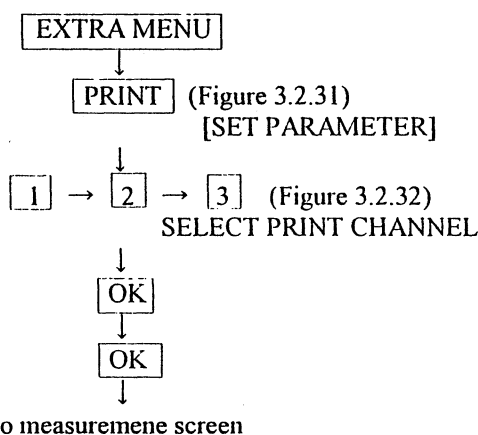 EXTRA MENU
PRINT (Figure 3.2.31)
[SET PARAMETER]
1 → 2 → 3 (Figure 3.2.32)
SELECT PRINT CHANNEL
OK
OK
o measuremene screen